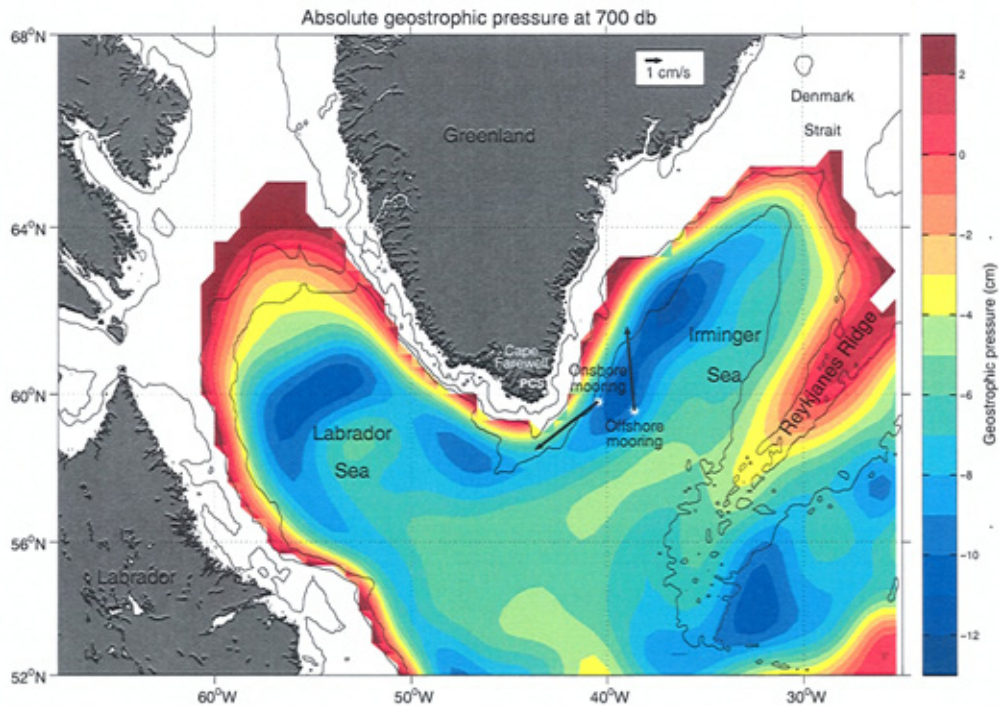 Absolute geostrophic pressure at 700 db
68°N
64°N
60°N
56°N
52°N
60°W
50°W
40°W
30°W
1 cm/s
Denmark
Strait
Greenland
Cape
Farewell
PCS
Onshore
mooring
Offshore
mooring
Irminger
Sea
Reykjanes Ridge
Labrador
Sea
Labrador
2
0
-2
-4
-6
-8
-10
-12
Geostrophic pressure (cm)